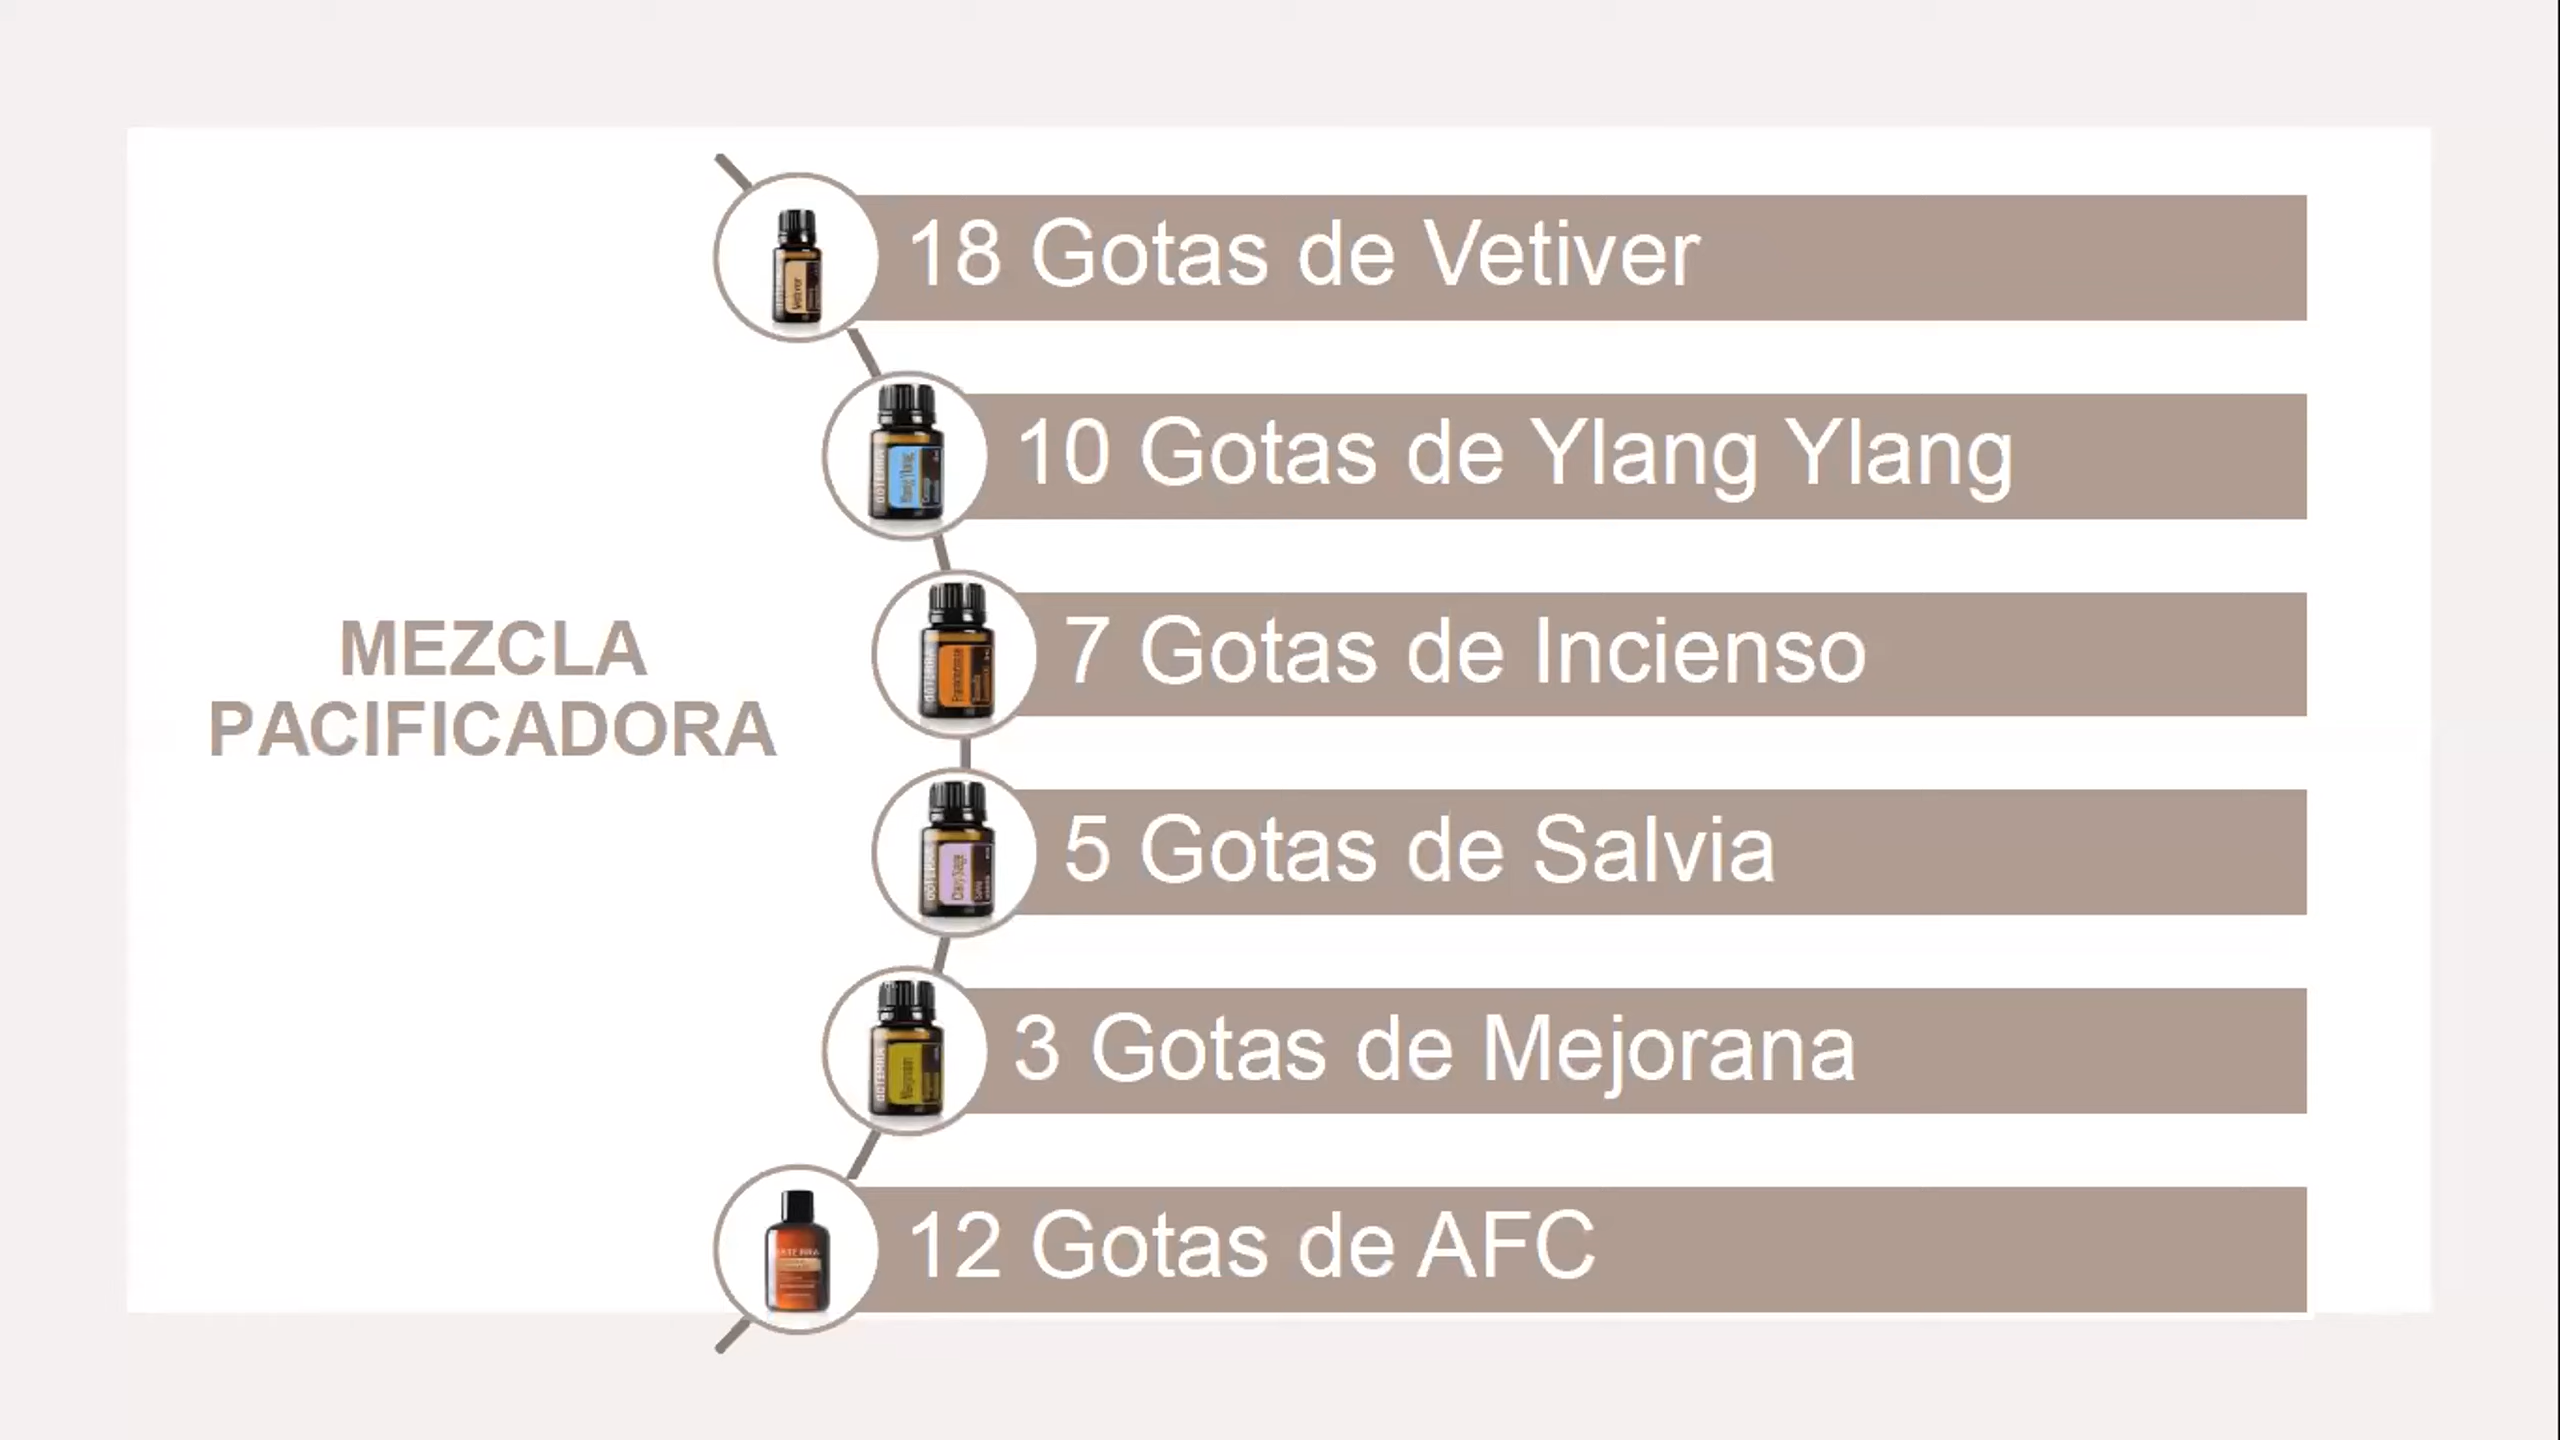 MEZCLA
PACIFICADORA
18 Gotas de Vetiver
10 Gotas de Ylang Ylang
7 Gotas de Incienso
5 Gotas de Salvia
3 Gotas de Mejorana
12 Gotas de AFC